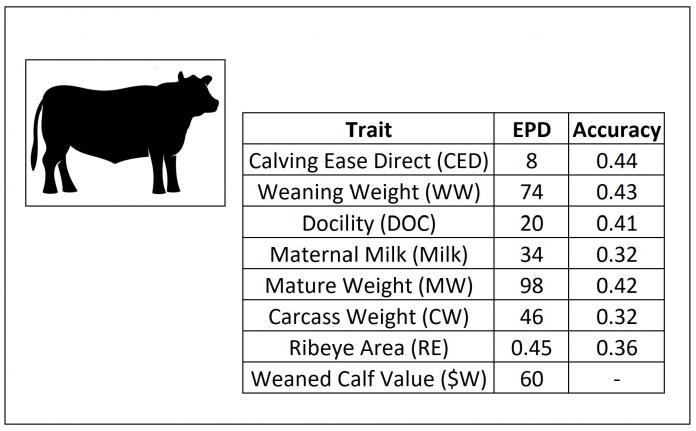 Trait EPD Accuracy
Calving Ease Direct (CED) 8 0.44
Weaning Weight (WW) 74 0.43
Docility (DOC) 20 0.41
Maternal Milk (Milk) 34 0.32
Mature Weight (MW) 98 0.42
Carcass Weight (CW) 46 0.32
Ribeye Area (RE) 0.45 0.36
Weaned Calf Value ($W) 60 -